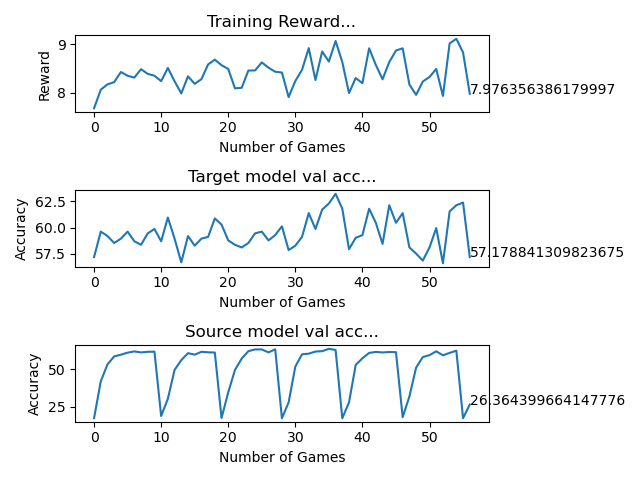 Training Reward...
9
8
Reward
7.976356386179997
0 10 20 30 40 50
Number of Games
Target model val acc...
62.5
60.0
57.5
Accuracy
57.178841309823675
0 10 20 30 40 50
Number of Games
Source model val acc...
50
25
Accuracy
26.364399664147776
0 10 20 30 40 50
Number of Games